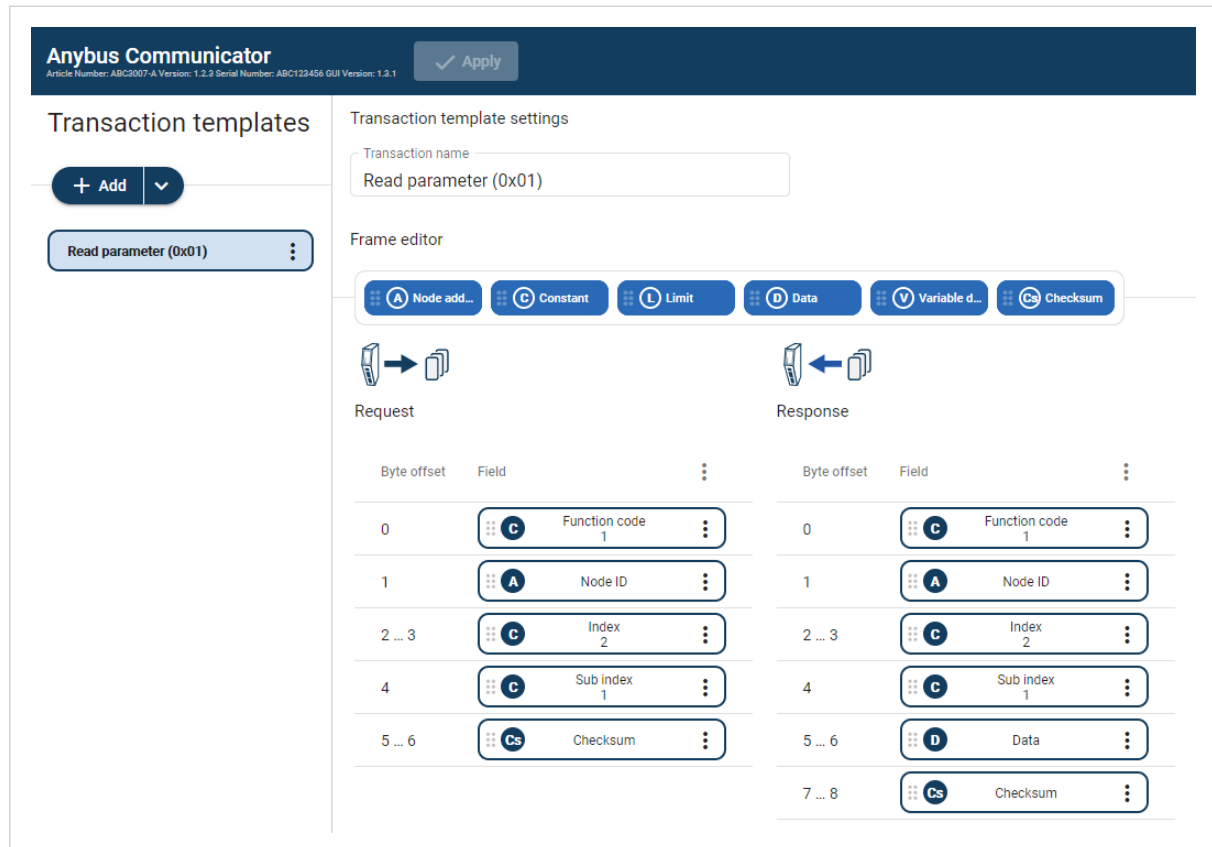 Anybus Communicator
Article Number: ABC3007-A Version: 1.2.3 Serial Number: ABC123456 GUI Version: 1.3.1
Apply
Transaction templates
+ Add
Read parameter (0x01)
Transaction template settings
Transaction name
Read parameter (0x01)
Frame editor
A Node add...
C Constant
L Limit
D Data
V Variable d...
Cs Checksum
Request
Byte offset Field
0 C Function code
1
1 A Node ID
2 ... 3 C Index
2
4 C Sub index
1
5 ... 6 Cs Checksum
Response
Byte offset Field
0 C Function code
1
1 A Node ID
2 ... 3 C Index
2
4 C Sub index
1
5 ... 6 D Data
7 ... 8 Cs Checksum